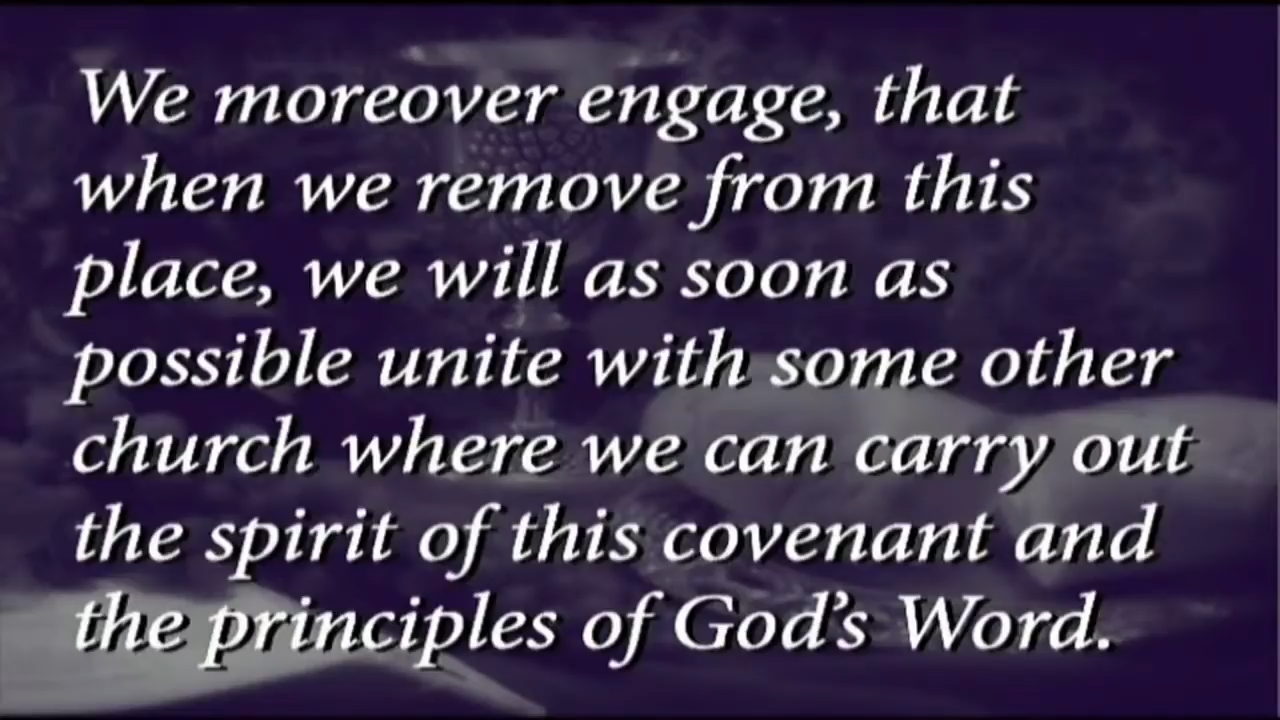 We moreover engage, that
when we remove from this
place, we will as soon as
possible unite with some other
church where we can carry out
the spirit of this covenant and
the principles of God’s Word.